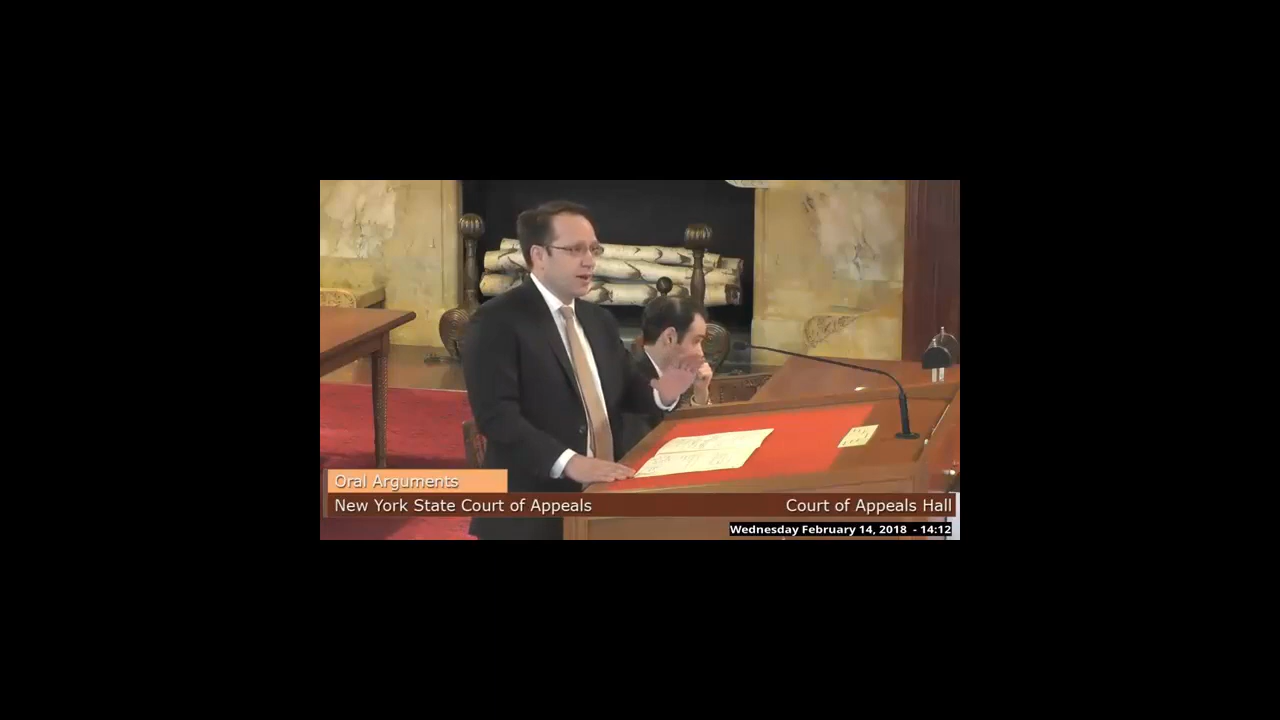 Oral Arguments
New York State Court of Appeals
Court of Appeals Hall
Wednesday February 14, 2018 - 14:12